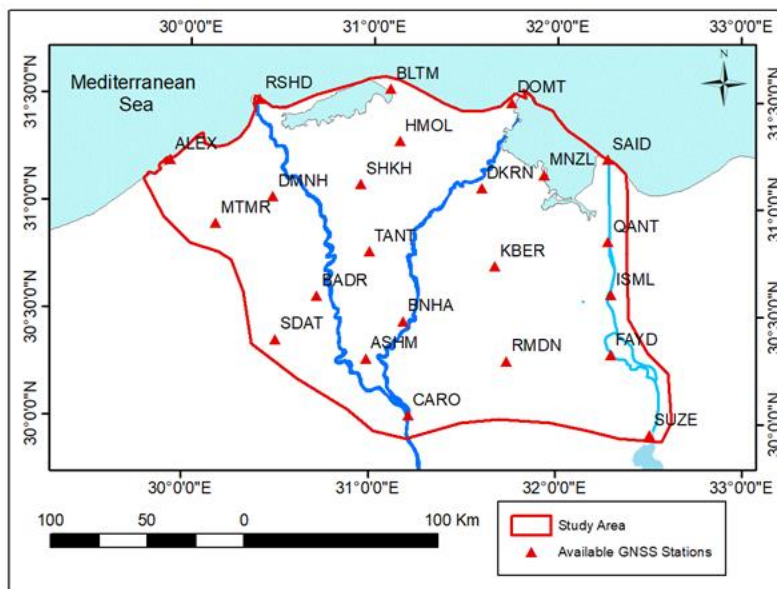 30°0'0"E 31°0'0"E 32°0'0"E 33°0'0"E
Mediterranean
Sea
N
31°30'0"N
31°30'0"N
RSHD
BLTM
DOMT
HMOL
ALEX
SAID
SHKH
MNZL
DMNH
DKRN
31°0'0"N
31°0'0"N
MTMR
QANT
TANT
KBER
BADR
ISML
30°30'0"N
30°30'0"N
BNHA
SDAT
ASHM
RMDN
FAYD
CARO
SUZE
30°0'0"N
30°0'0"N
30°0'0"E 31°0'0"E 32°0'0"E 33°0'0"E
100 50 0 100 Km
Study Area
Available GNSS Stations